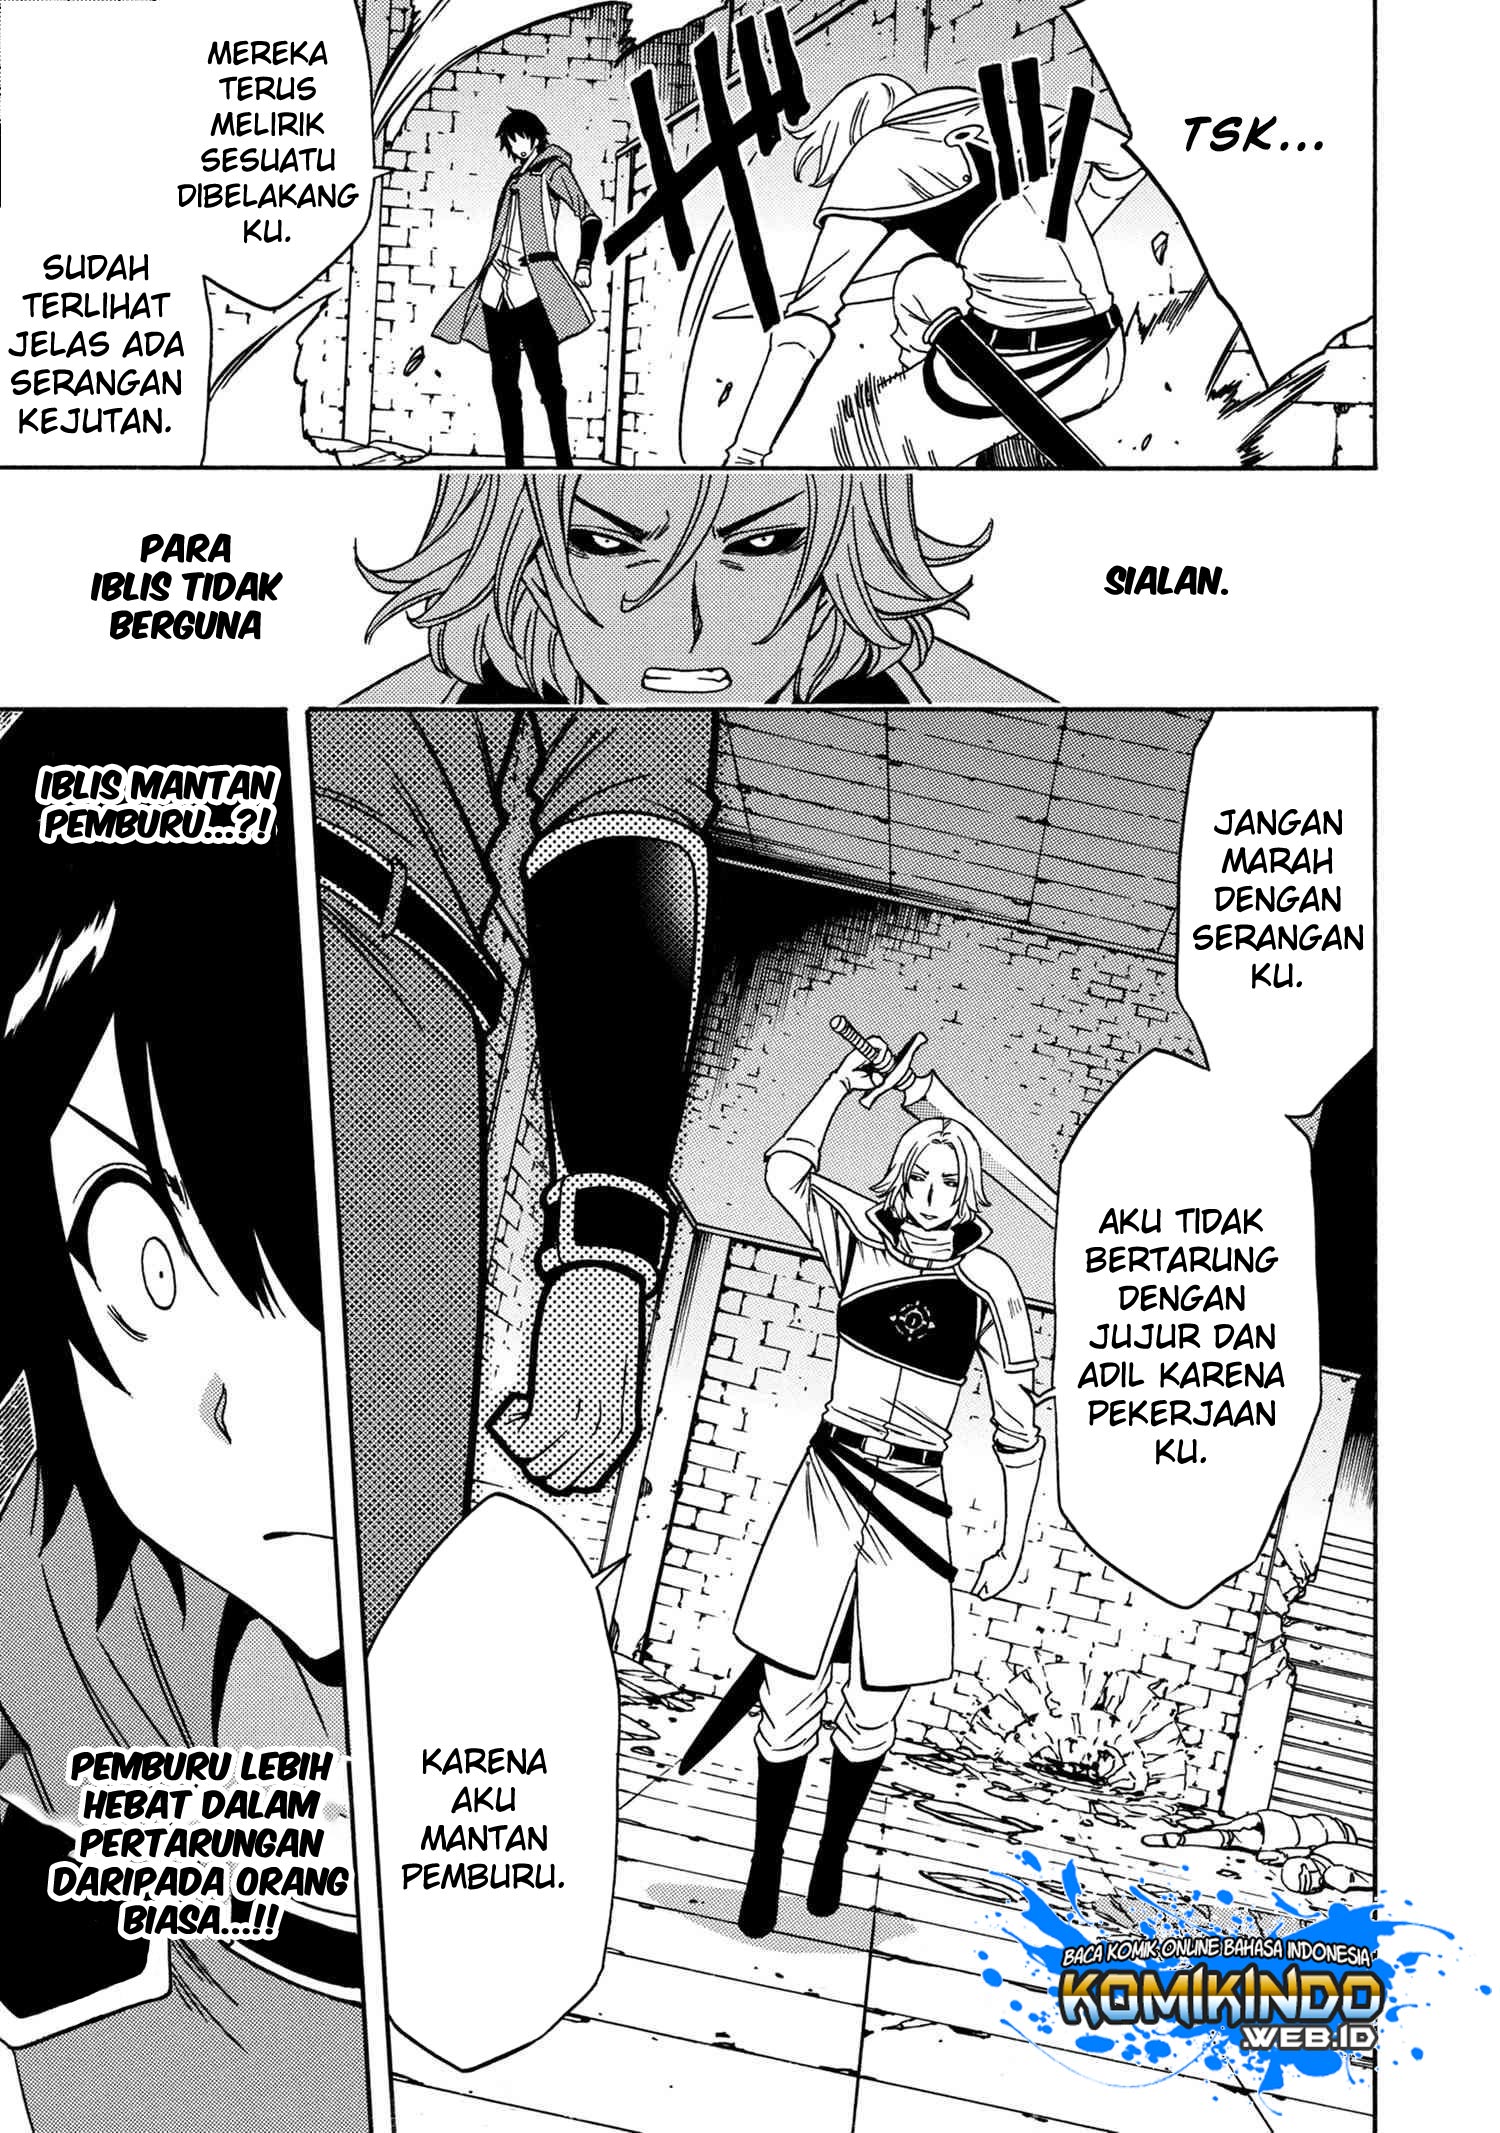 TSK...
MEREKA
TERUS
MELIRIK
SESUATU
DIBELAKANG
KU.
SUDAH
TERLIHAT
JELAS ADA
SERANGAN
KEJUTAN.
SIALAN.
PARA
IBLIS TIDAK
BERGUNA
JANGAN
MARAH
DENGAN
SERANGAN
KU.
AKU TIDAK
BERTARUNG
DENGAN
JUJUR DAN
ADIL KARENA
PEKERJAAN
KU.
KARENA
AKU
MANTAN
PEMBURU.
IBLIS MANTAN
PEMBURU...?!
PEMBURU LEBIH
HEBAT DALAM
PERTARUNGAN
DARIPADA ORANG
BIASA...!!
BACA KOMIK ONLINE BAHASA INDONESIA
KOMIKINDO
.WEB.ID